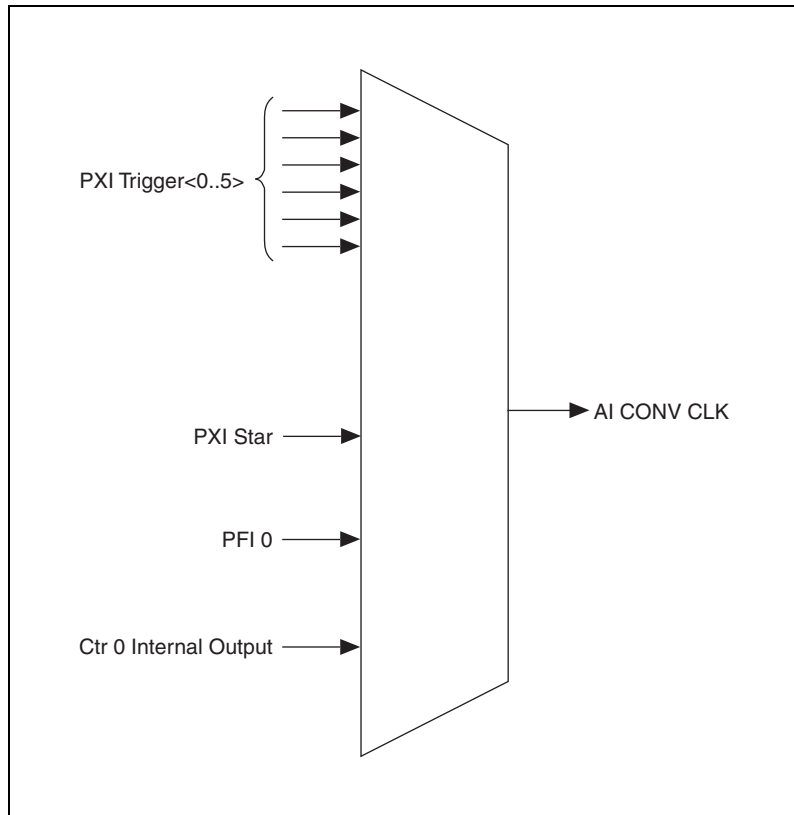 PXI Trigger<0..5>
PXI Star
AI CONV CLK
PFI 0
Ctr 0 Internal Output